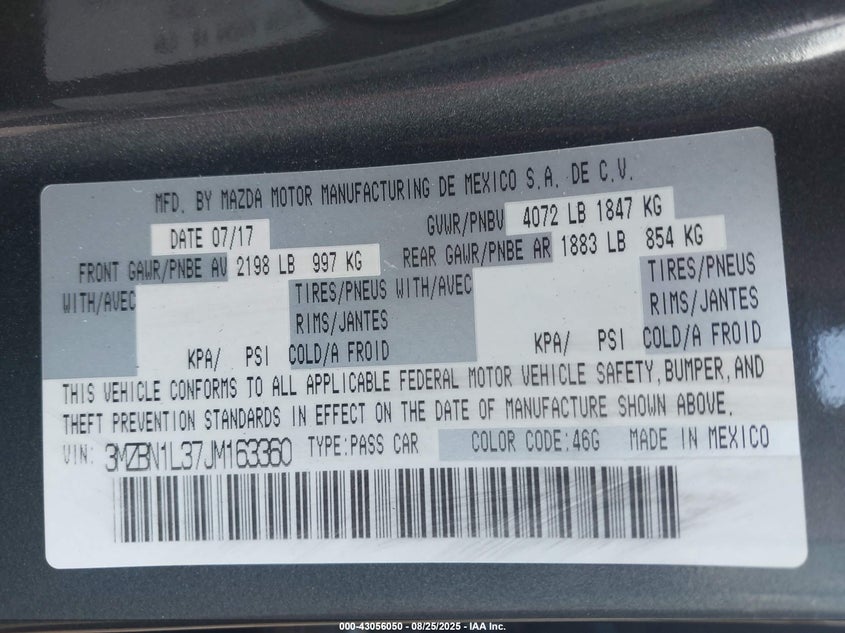 MFD. BY MAZDA MOTOR MANUFACTURING DE MEXICO S.A. DE C.V.
DATE 07/17 GVWR/PNBV 4072 LB 1847 KG
FRONT GAWR/PNBE AV 2198 LB 997 KG REAR GAWR/PNBE AR 1883 LB 854 KG
WITH/AVEC TIRES/PNEUS WITH/AVEC TIRES/PNEUS
RIMS/JANTES RIMS/JANTES
KPA/ PSI COLD/A FROID KPA/ PSI COLD/A FROID
THIS VEHICLE CONFORMS TO ALL APPLICABLE FEDERAL MOTOR VEHICLE SAFETY, BUMPER, AND
THEFT PREVENTION STANDARDS IN EFFECT ON THE DATE OF MANUFACTURE SHOWN ABOVE.
VIN: 3MZBN1L37JM163360 TYPE:PASS CAR COLOR CODE:46G MADE IN MEXICO
000-43056050 - 08/25/2025 - IAA Inc.